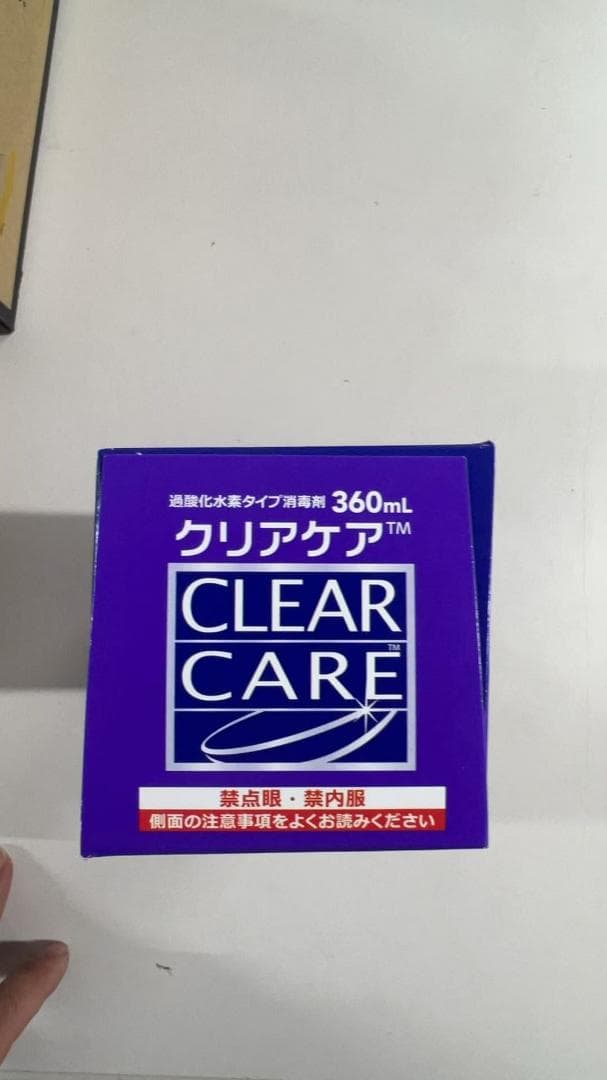 過酸化水素タイプ消毒剤 360mL
クリアケア™
CLEAR
CARE™
禁点眼・禁内服
側面の注意事項をよくお読みください